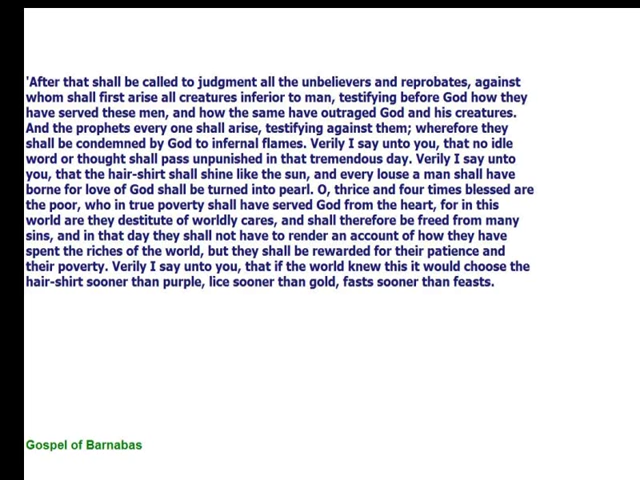 'After that shall be called to judgment all the unbelievers and reprobates, against
whom shall first arise all creatures inferior to man, testifying before God how they
have served these men, and how the same have outraged God and his creatures.
And the prophets every one shall arise, testifying against them; wherefore they
shall be condemned by God to infernal flames. Verily I say unto you, that no idle
word or thought shall pass unpunished in that tremendous day. Verily I say unto
you, that the hair-shirt shall shine like the sun, and every louse a man shall have
borne for love of God shall be turned into pearl. O, thrice and four times blessed are
the poor, who in true poverty shall have served God from the heart, for in this
world are they destitute of worldly cares, and shall therefore be freed from many
sins, and in that day they shall not have to render an account of how they have
spent the riches of the world, but they shall be rewarded for their patience and
their poverty. Verily I say unto you, that if the world knew this it would choose the
hair-shirt sooner than purple, lice sooner than gold, fasts sooner than feasts.
Gospel of Barnabas